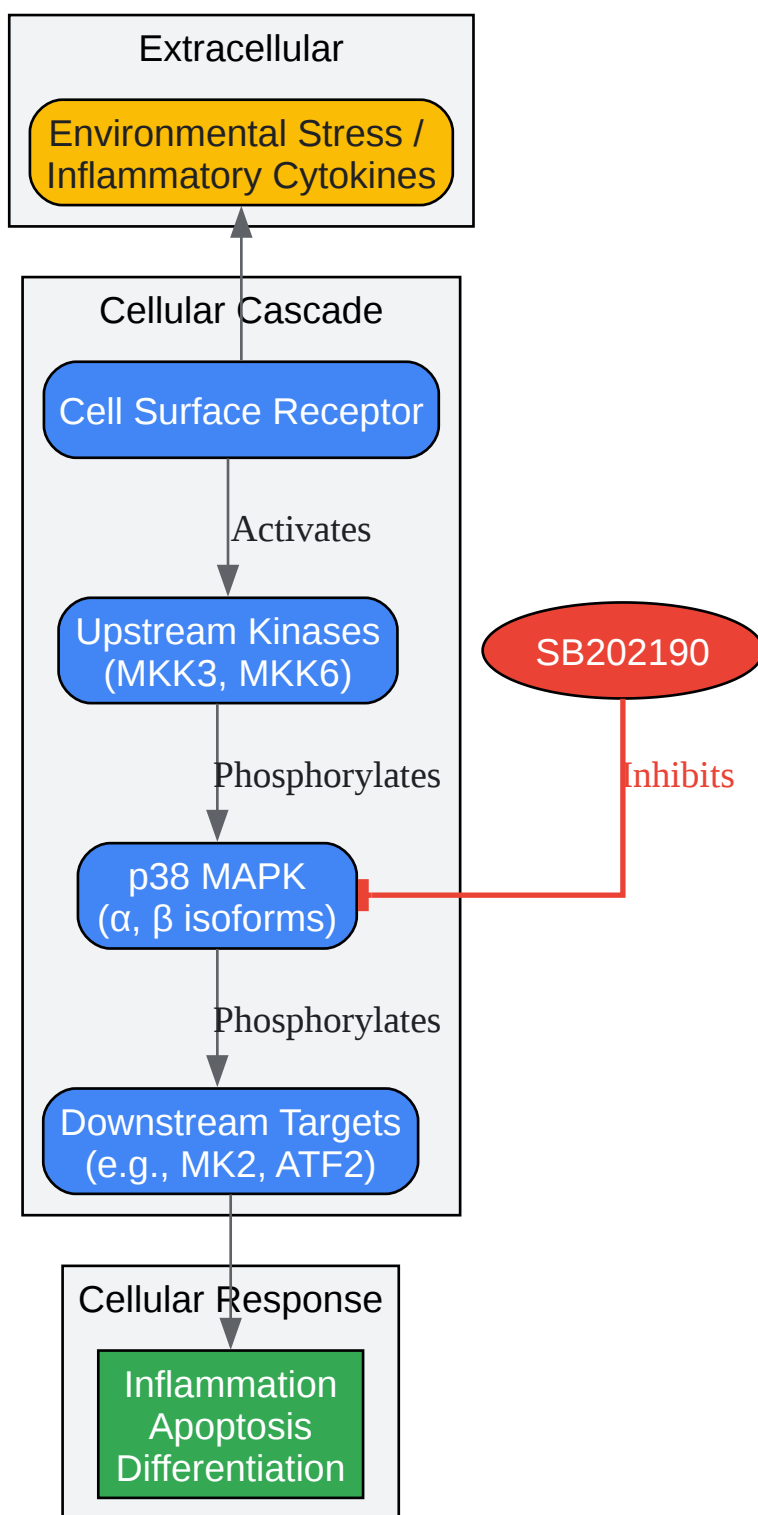 Extracellular
Environmental Stress /
Inflammatory Cytokines
Cellular Cascade
Cell Surface Receptor
Activates
Upstream Kinases
(MKK3, MKK6)
SB202190
Phosphorylates
Inhibits
p38 MAPK
(α, β isoforms)
Phosphorylates
Downstream Targets
(e.g., MK2, ATF2)
Cellular Response
Inflammation
Apoptosis
Differentiation